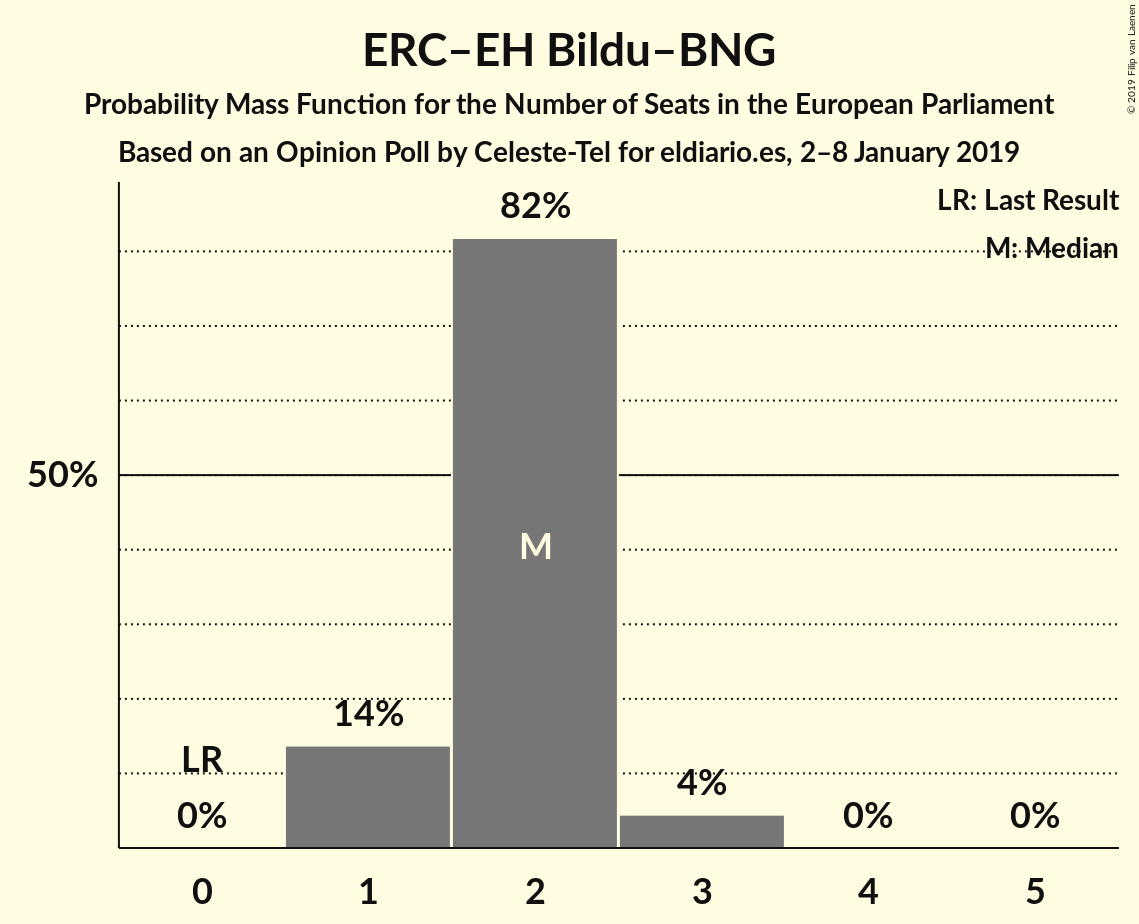 ERC–EH Bildu–BNG
Probability Mass Function for the Number of Seats in the European Parliament
Based on an Opinion Poll by Celeste-Tel for eldiario.es, 2–8 January 2019
© 2019 Filip van Laenen
LR: Last Result
M: Median
82%
50%
M
14%
LR
4%
0%
0%
0%
0
1
2
3
4
5